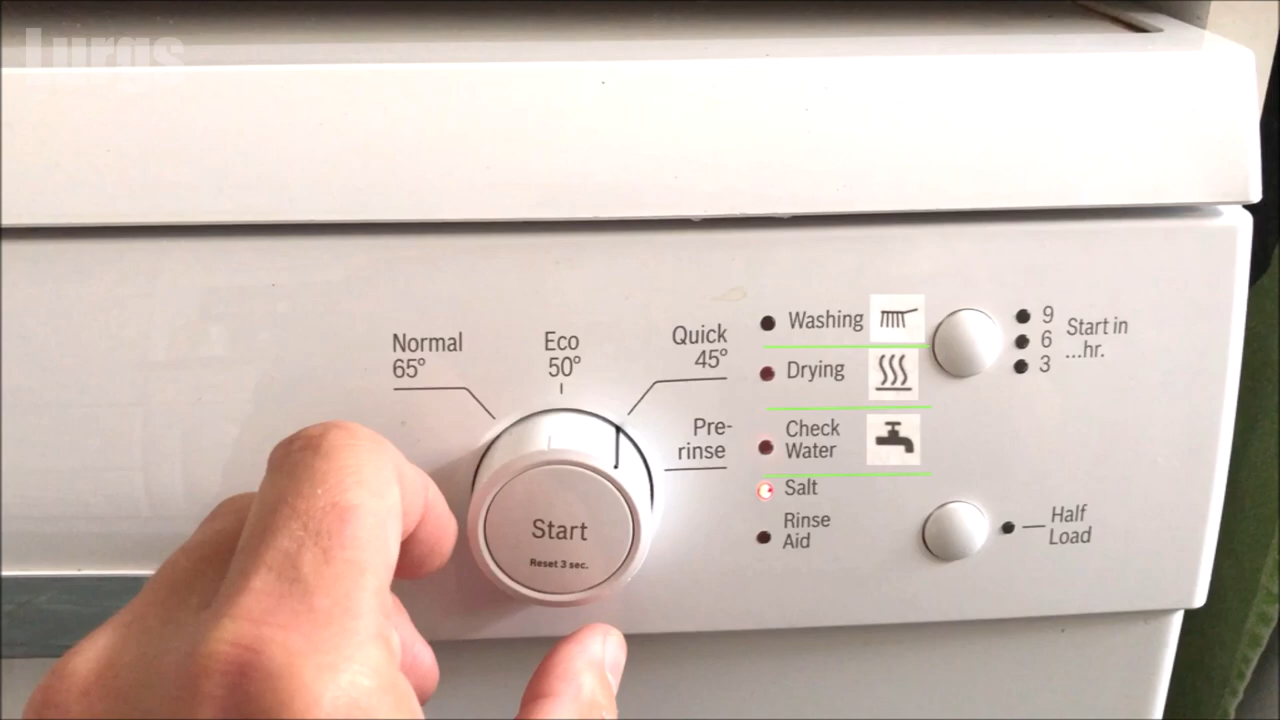 Lurgs
Normal
65°
Eco
50°
Quick
45°
Pre-
rinse
Start
Reset 3 sec.
Washing
Drying
Check
Water
Salt
Rinse
Aid
9
6
3
Start in
...hr.
Half
Load